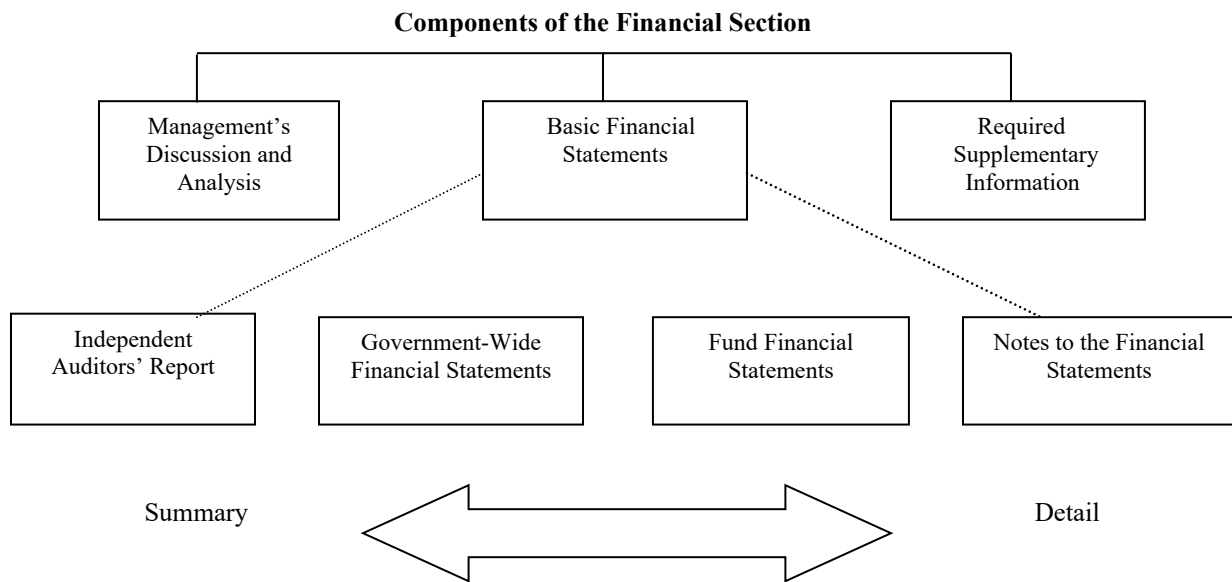 Components of the Financial Section
Management’s
Discussion and
Analysis
Basic Financial
Statements
Required
Supplementary
Information
Independent
Auditors’ Report
Government-Wide
Financial Statements
Fund Financial
Statements
Notes to the Financial
Statements
Summary
Detail